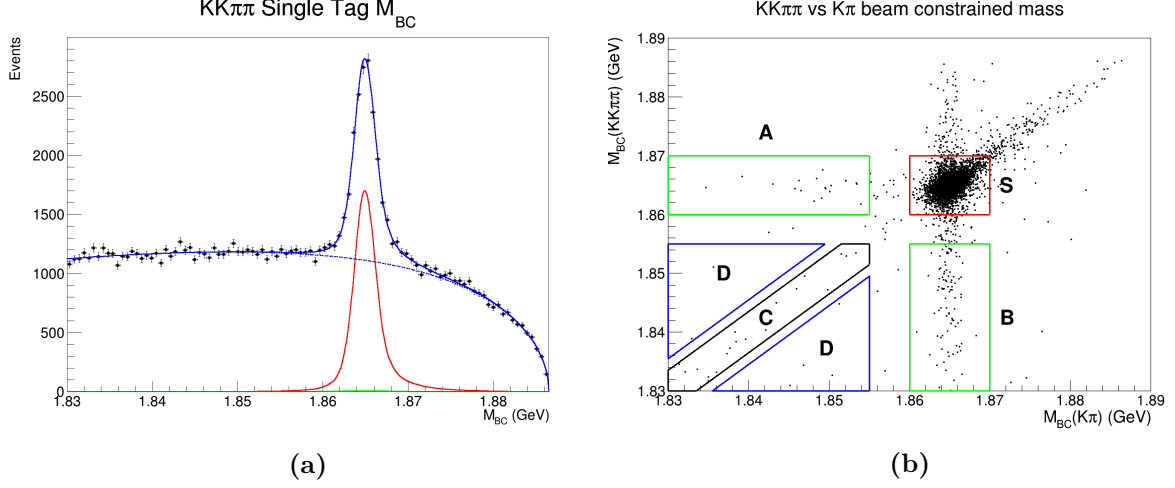 KKππ Single Tag M_BC
Events
2500
2000
1500
1000
500
0
1.83 1.84 1.85 1.86 1.87 1.88
M_BC (GeV)
(a)
KKππ vs Kπ beam constrained mass
M_BC(KKππ) (GeV)
1.89
1.88
1.87
1.86
1.85
1.84
1.83
A
S
D
C
B
D
1.83 1.84 1.85 1.86 1.87 1.88 1.89
M_BC(Kπ) (GeV)
(b)